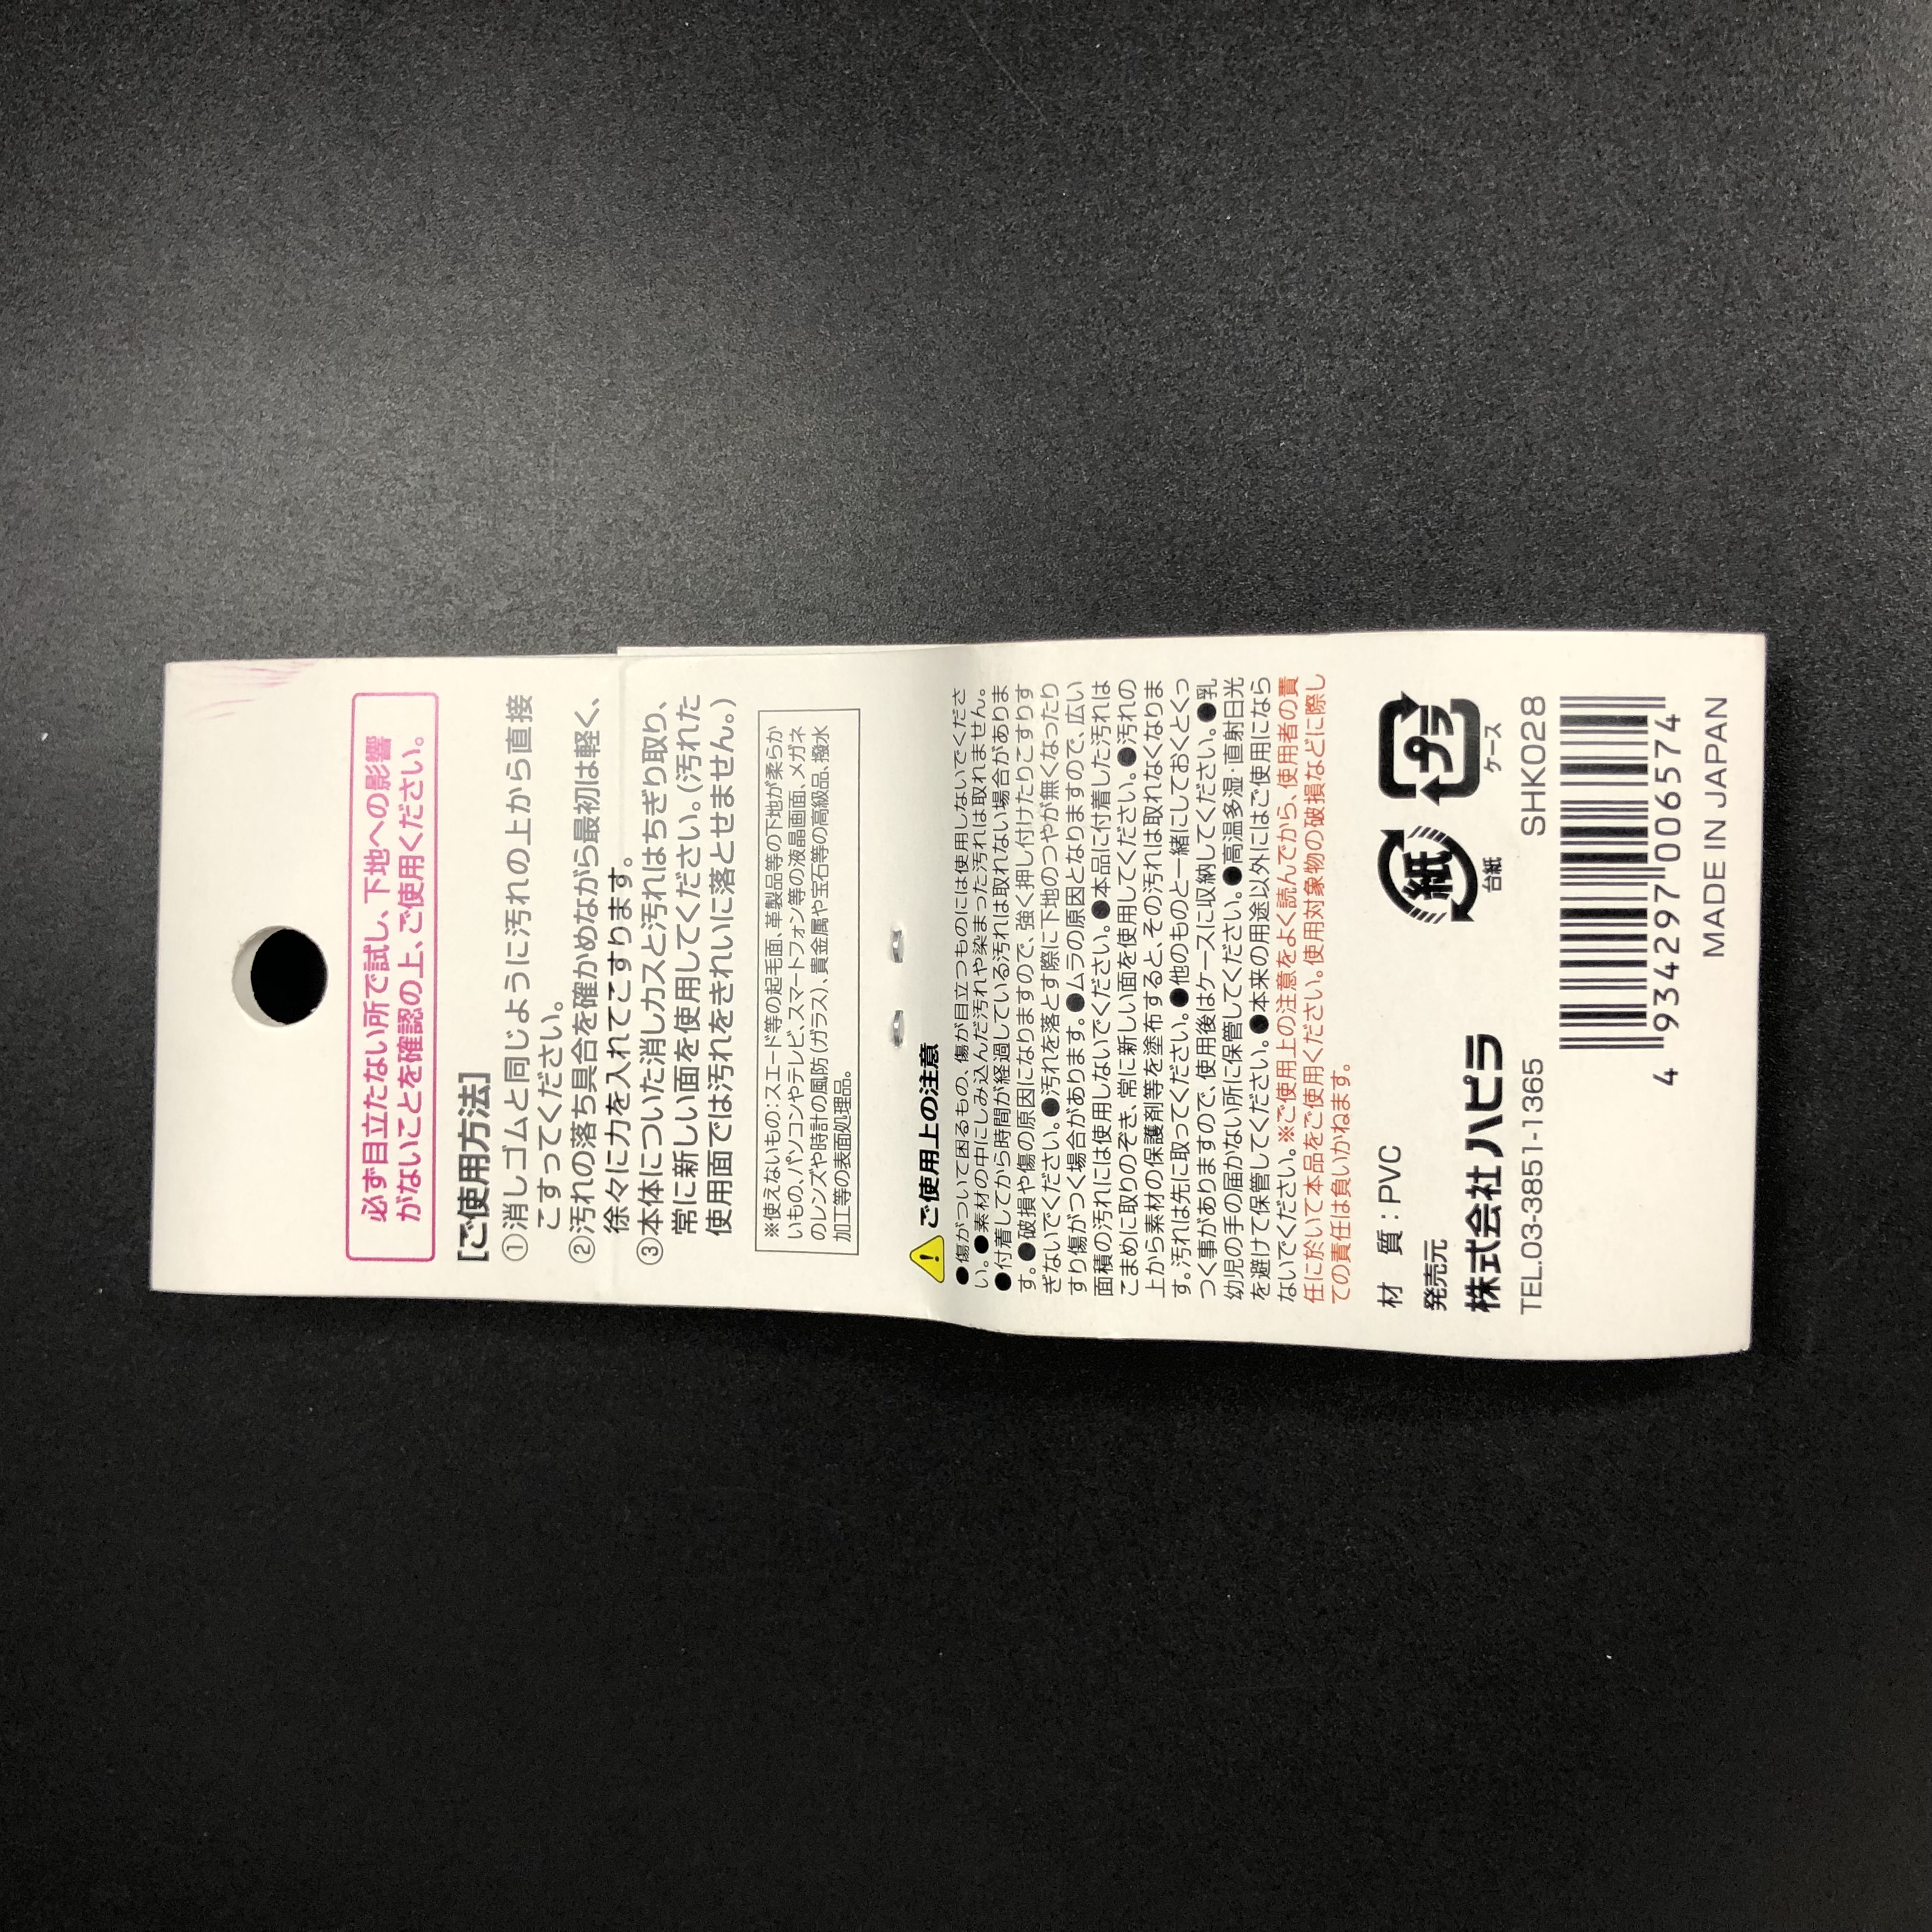 必ず目立たない所で試し、下地への影響
がないことを確認の上、ご使用ください。
[ご使用方法]
①消しゴムと同じように汚れの上から直接
こすってください。
②汚れの落ち具合を確かめながら最初は軽く、
徐々に力を入れてこすります。
③本体についた消しカスと汚れはちぎり取り、
常に新しい面を使用してください。(汚れた
使用面では汚れをきれいに落とせません。)
※使えないもの:スエード等の起毛面、革製品等の下地が柔らか
いもの、パソコンやテレビ、スマートフォン等の液晶画面、メガネ
のレンズや時計の風防(ガラス)、貴金属や宝石等の高級品、撥水
加工等の表面処理品。
ご使用上の注意
●傷がついて困るもの、傷が目立つものには使用しないでくださ
い。●素材の中にしみ込んだ汚れや染まった汚れは取れません。
●付着してから時間が経過している汚れは取れない場合がありま
す。●破損や傷の原因になりますので、強く押し付けたりこすりす
ぎないでください。●汚れを落とす際に下地のつやが無くなったり
すり傷がつく場合があります。●ムラの原因となりますので、広い
面積の汚れには使用しないでください。●本品に付着した汚れは
こまめに取りのぞき、常に新しい面を使用してください。●汚れの
上から素材の保護剤等を塗布すると、その汚れは取れなくなりま
す。汚れは先に取ってください。●他のものと一緒にしておくとくっ
つく事がありますので、使用後はケースに収納してください。●乳
幼児の手の届かない所に保管してください。●高温多湿・直射日光
を避けて保管してください。●本来の用途以外にはご使用になら
ないでください。※ご使用上の注意をよく読んでから、使用者の責
任に於いて本品をご使用ください。使用対象物の破損などに際し
ての責任は負いかねます。
材 質:PVC
発売元
株式会社ハピラ
TEL.03-3851-1365
紙
台紙
プラ
ケース
SHK028
4 934297 006574
MADE IN JAPAN